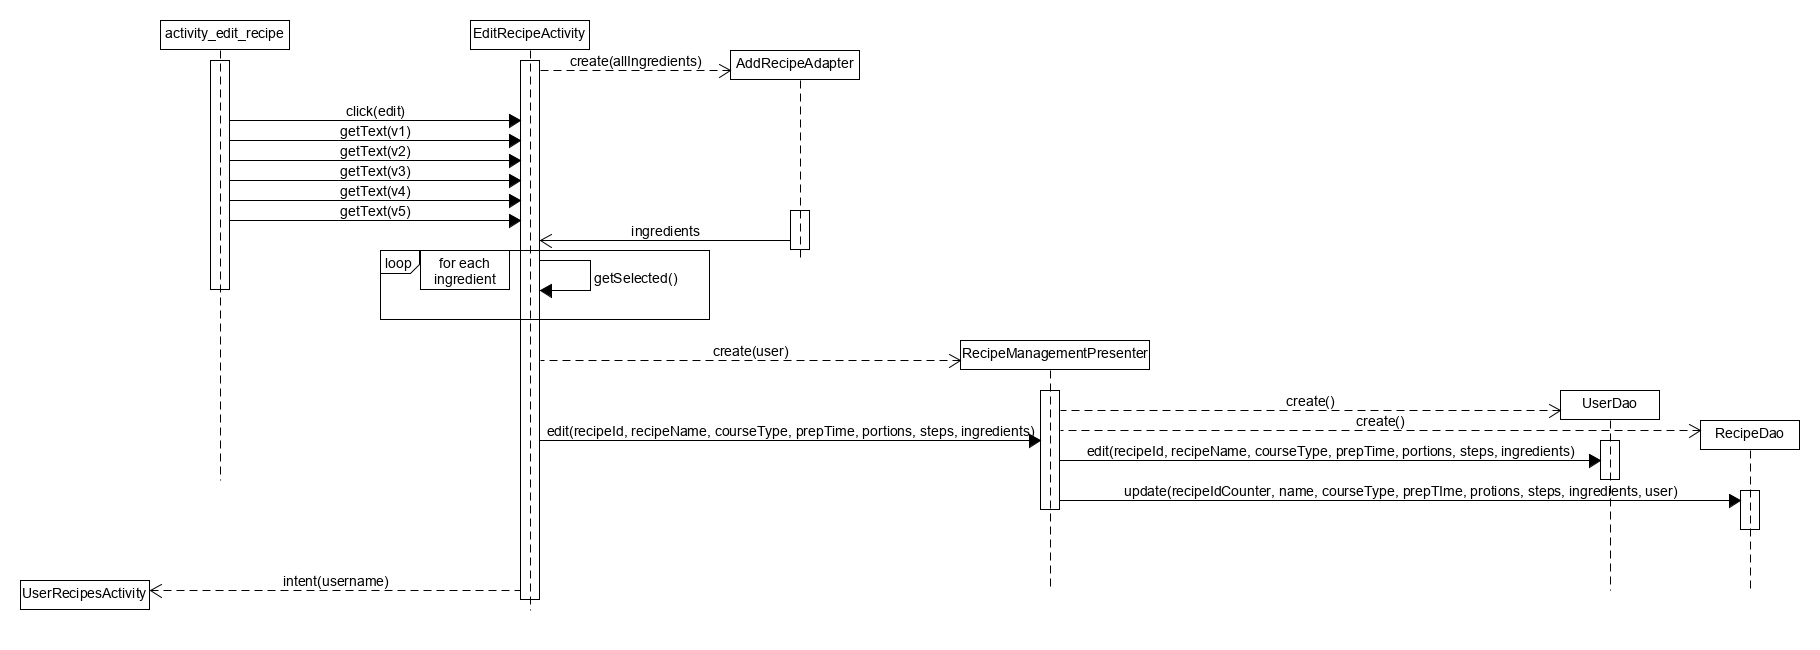 activity_edit_recipe
EditRecipeActivity
create(allIngredients)
AddRecipeAdapter
click(edit)
getText(v1)
getText(v2)
getText(v3)
getText(v4)
getText(v5)
ingredients
loop
for each
ingredient
getSelected()
create(user)
RecipeManagementPresenter
create()
UserDao
create()
RecipeDao
edit(recipeId, recipeName, courseType, prepTime, portions, steps, ingredients)
edit(recipeId, recipeName, courseType, prepTime, portions, steps, ingredients)
update(recipeIdCounter, name, courseType, prepTIme, protions, steps, ingredients, user)
intent(username)
UserRecipesActivity